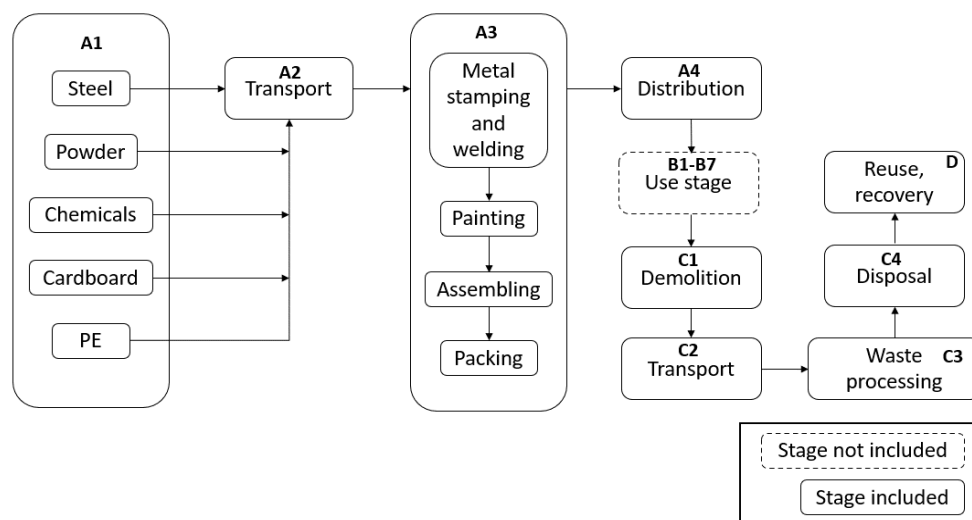 A1
Steel
Powder
Chemicals
Cardboard
PE
A2
Transport
A3
Metal
stamping
and
welding
Painting
Assembling
Packing
A4
Distribution
B1-B7
Use stage
C1
Demolition
C2
Transport
Waste C3
processing
C4
Disposal
Reuse, D
recovery
Stage not included
Stage included